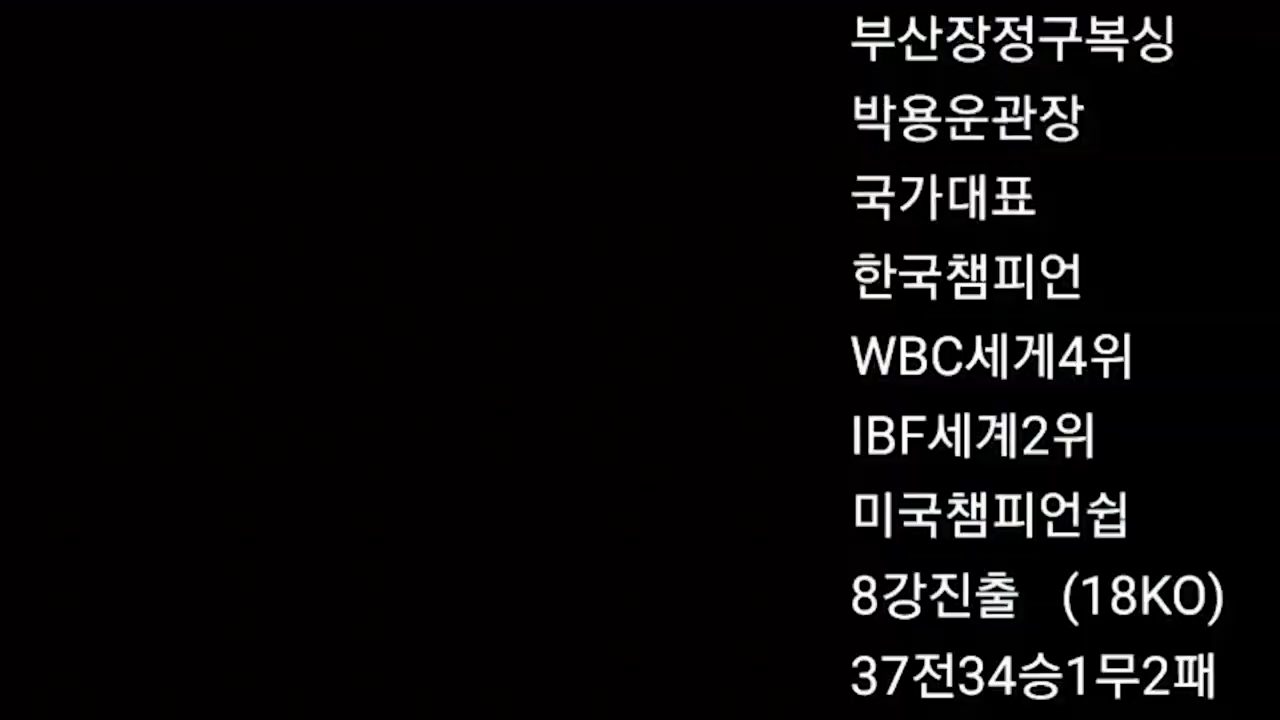 부산장정구복싱
박용운관장
국가대표
한국챔피언
WBC세게4위
IBF세계2위
미국챔피언쉽
8강진출 (18KO)
37전34승1무2패